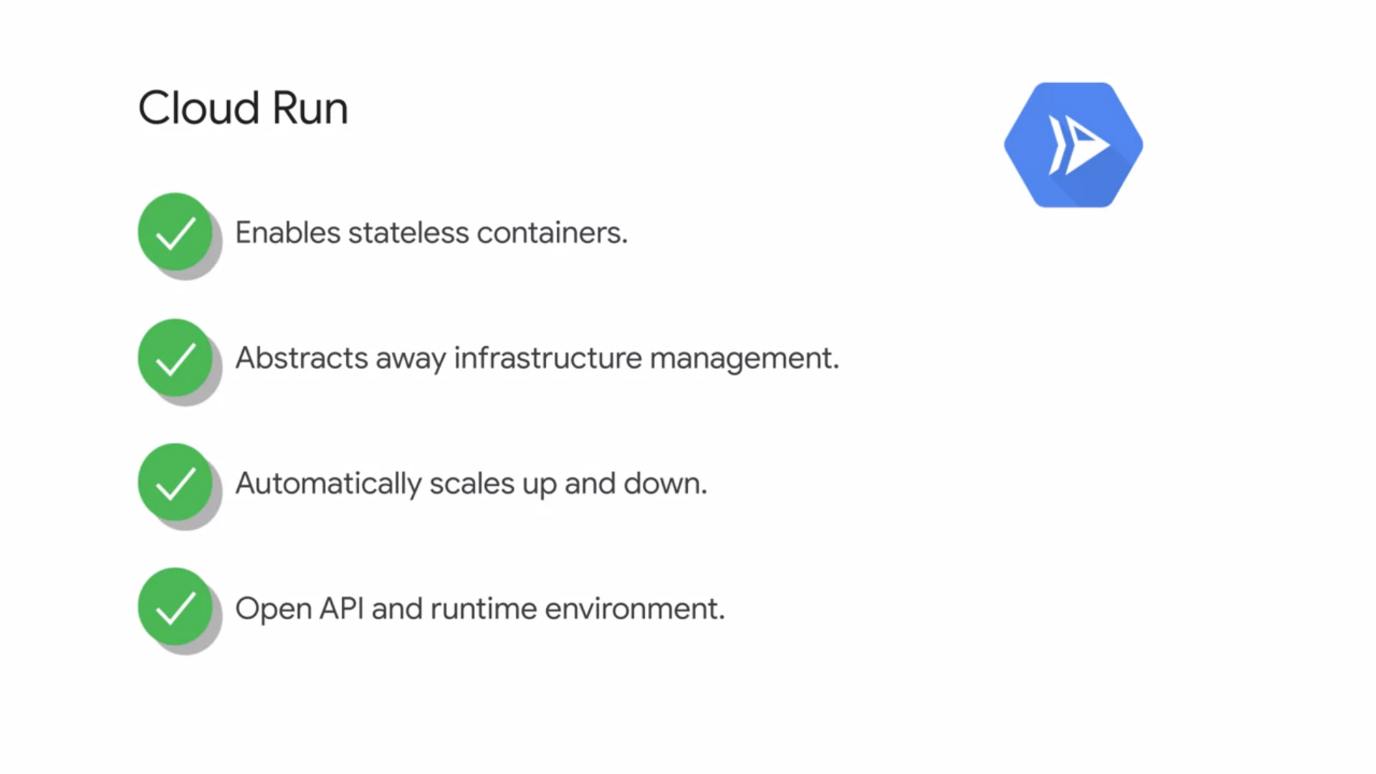 Cloud Run
Enables stateless containers.
Abstracts away infrastructure management.
Automatically scales up and down.
Open API and runtime environment.